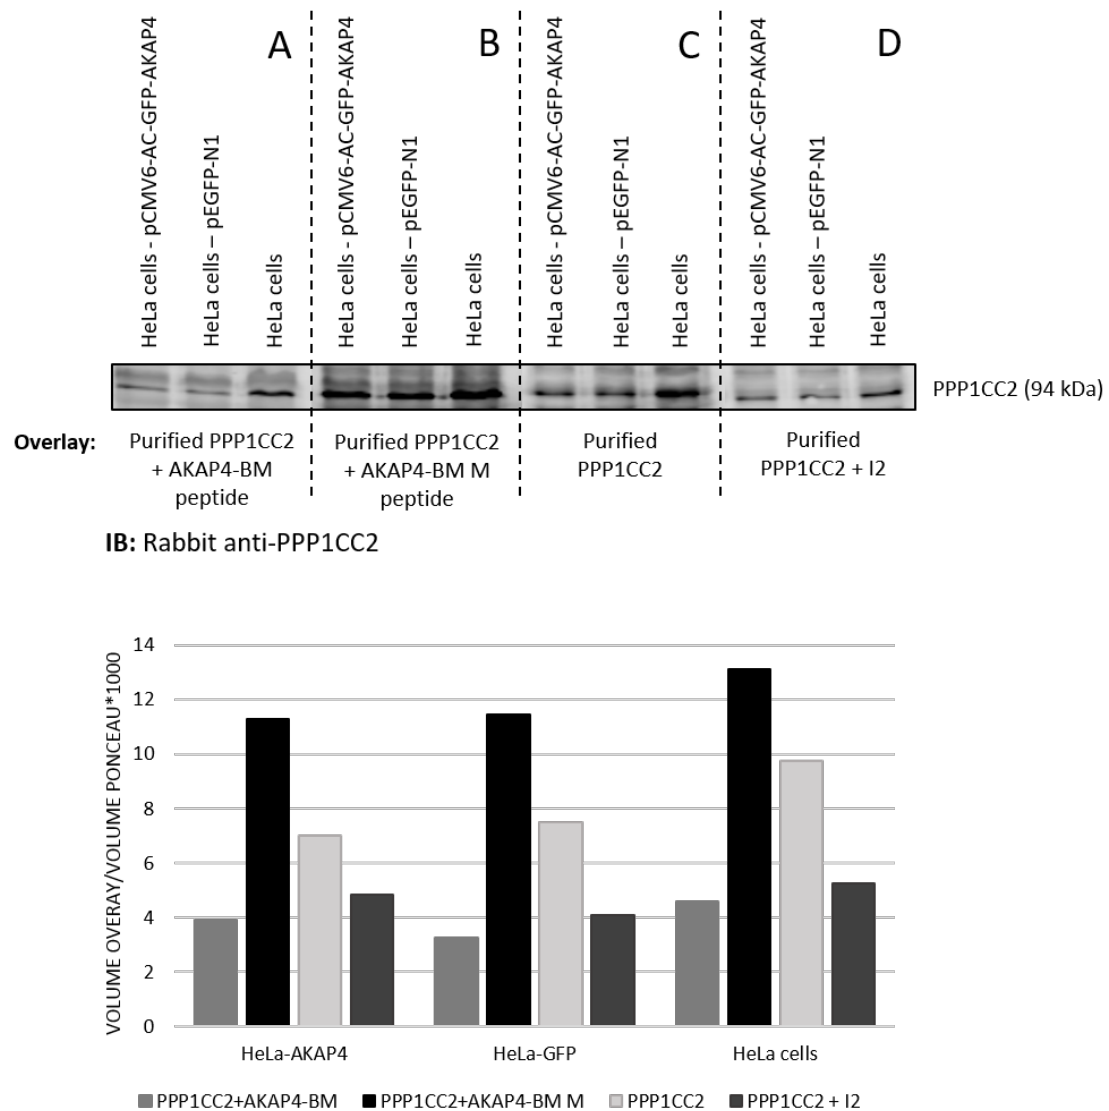 A
B
C
D
HeLa cells - pCMV6-AC-GFP-AKAP4
HeLa cells – pEGFP-N1
HeLa cells
HeLa cells - pCMV6-AC-GFP-AKAP4
HeLa cells – pEGFP-N1
HeLa cells
HeLa cells - pCMV6-AC-GFP-AKAP4
HeLa cells – pEGFP-N1
HeLa cells
HeLa cells - pCMV6-AC-GFP-AKAP4
HeLa cells – pEGFP-N1
HeLa cells
PPP1CC2 (94 kDa)
Overlay:
Purified PPP1CC2
+ AKAP4-BM
peptide
Purified PPP1CC2
+ AKAP4-BM M
peptide
Purified
PPP1CC2
Purified
PPP1CC2 + I2
IB: Rabbit anti-PPP1CC2
VOLUME OVERAY/VOLUME PONCEAU*1000
14
12
10
8
6
4
2
0
HeLa-AKAP4
HeLa-GFP
HeLa cells
PPP1CC2+AKAP4-BM
PPP1CC2+AKAP4-BM M
PPP1CC2
PPP1CC2 + I2